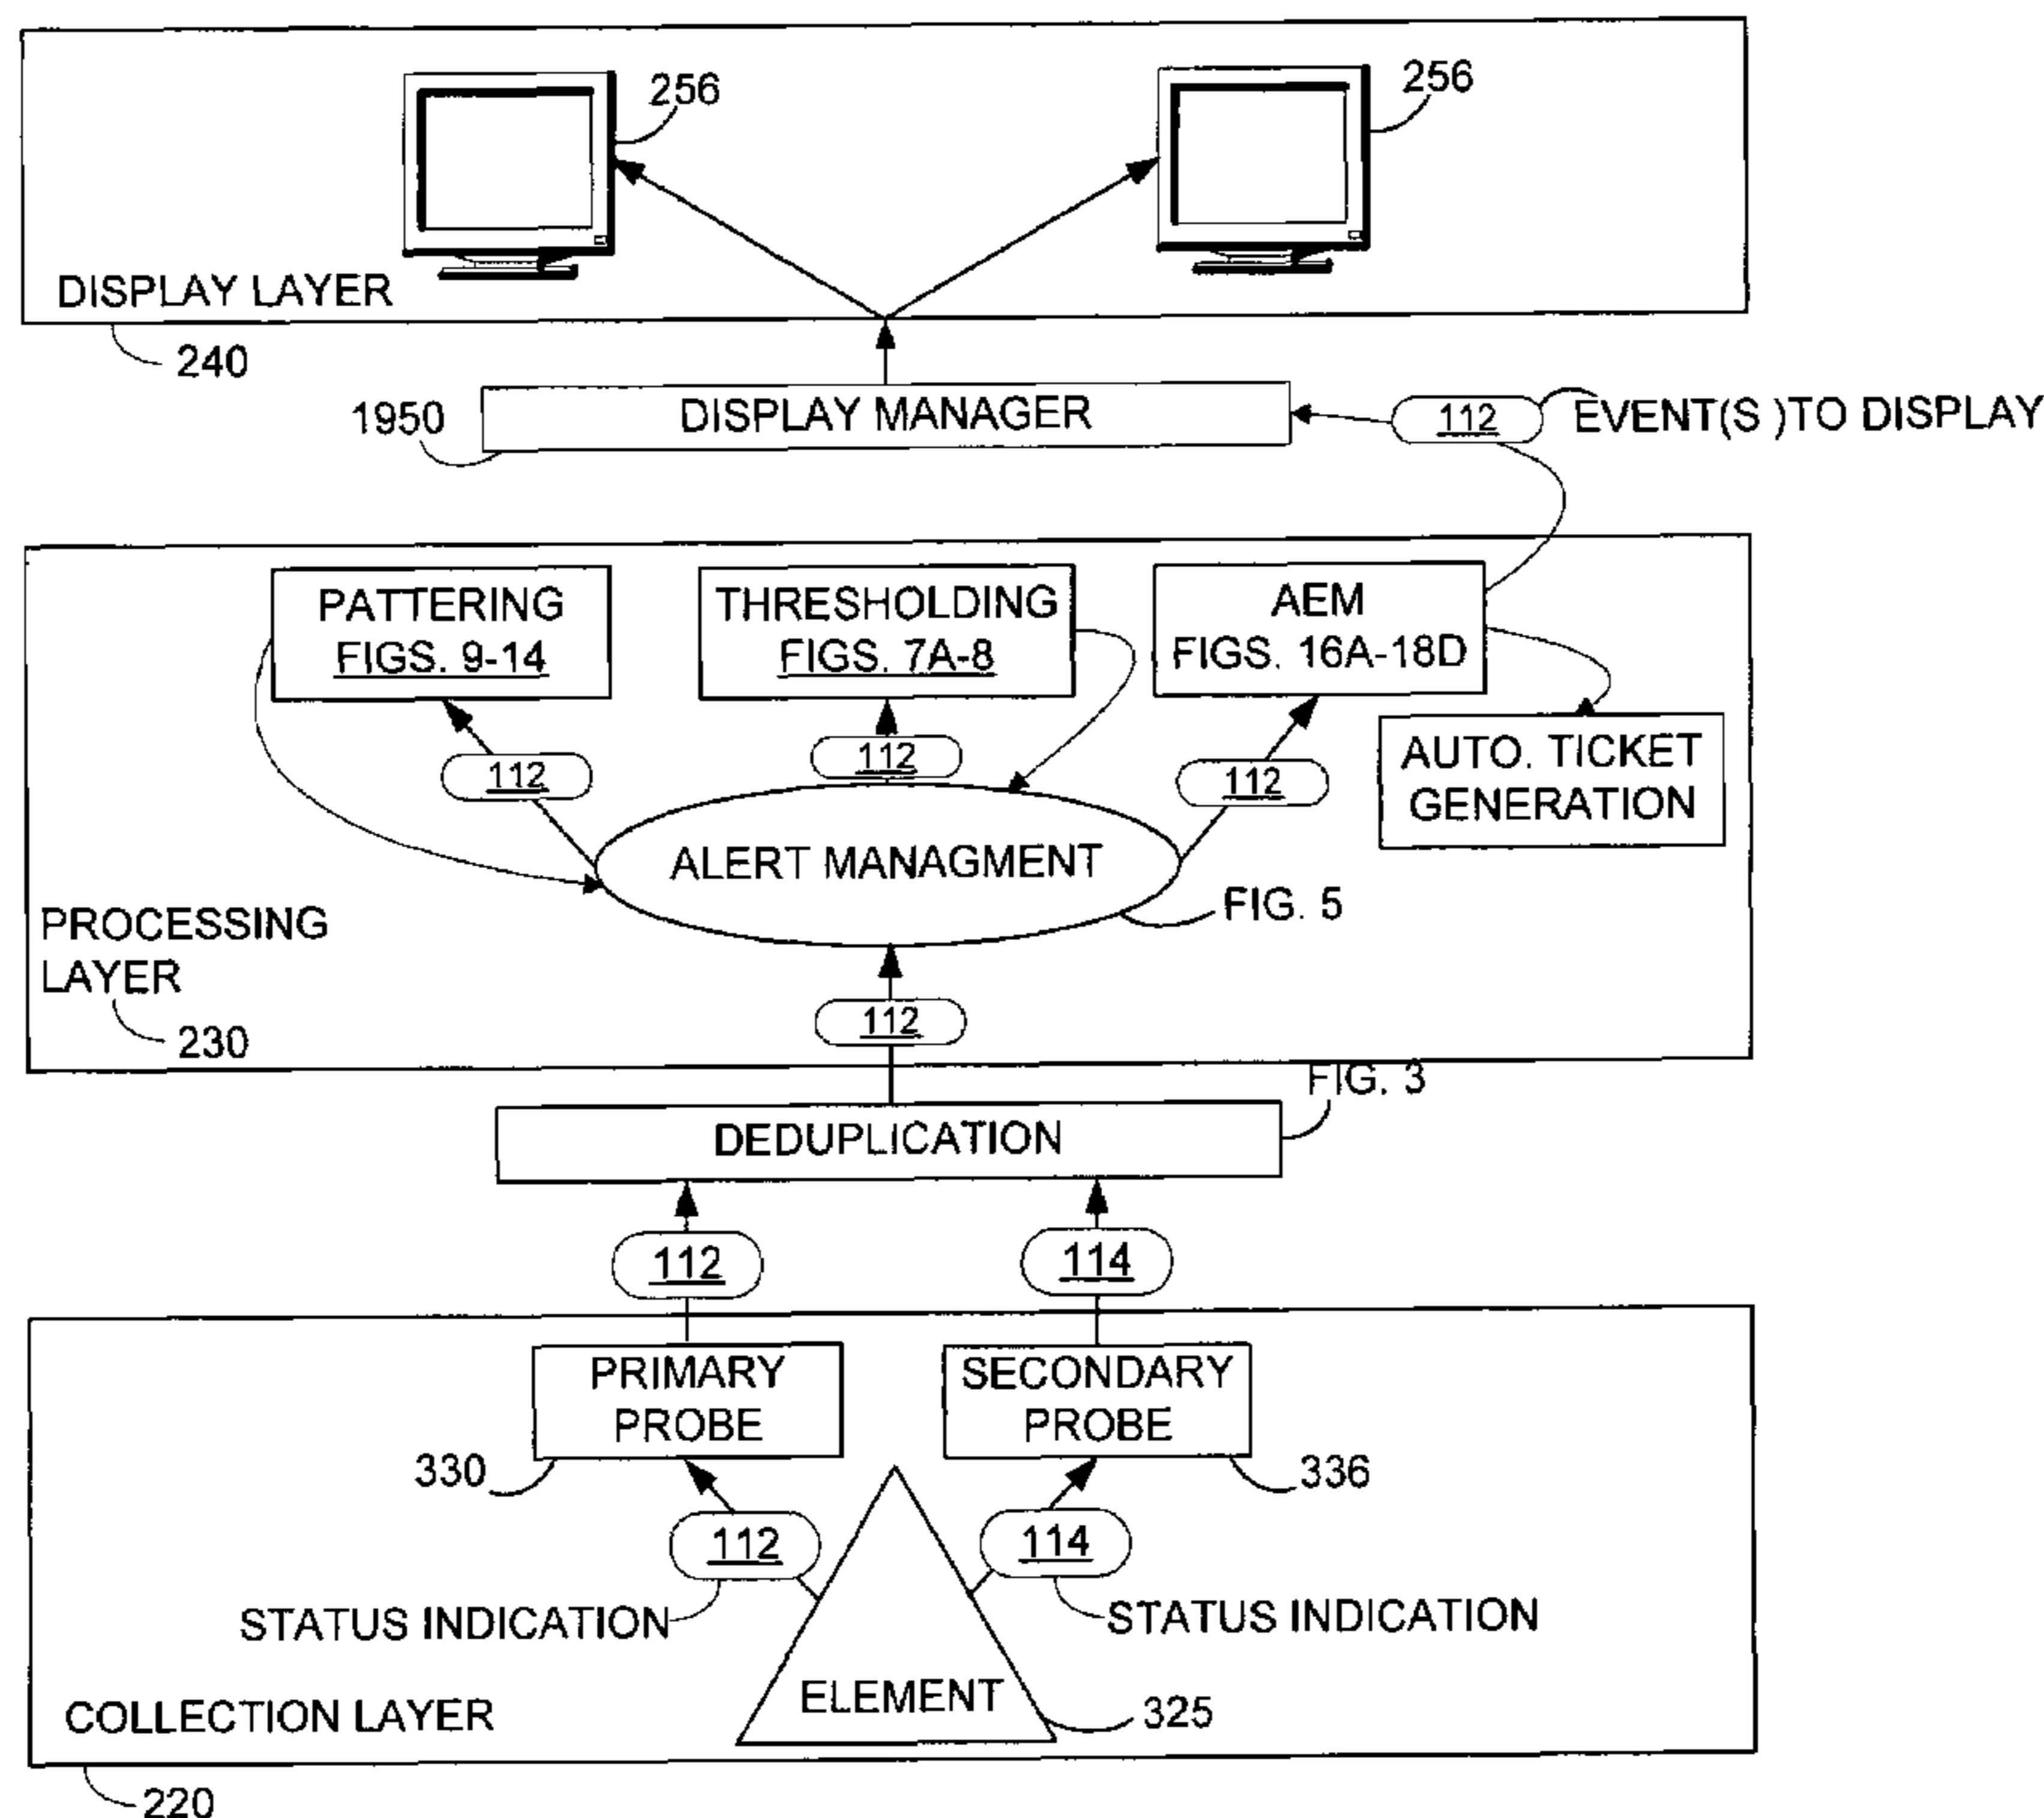 256
256
DISPLAY LAYER
240
1950
DISPLAY MANAGER
112
EVENT(S )TO DISPLAY
PATTERING
FIGS. 9-14
THRESHOLDING
FIGS. 7A-8
AEM
FIGS. 16A-18D
112
112
112
AUTO. TICKET
GENERATION
ALERT MANAGMENT
FIG. 5
PROCESSING
LAYER
230
112
FIG. 3
DEDUPLICATION
112
114
PRIMARY
PROBE
SECONDARY
PROBE
330
336
112
114
STATUS INDICATION
STATUS INDICATION
ELEMENT
325
COLLECTION LAYER
220